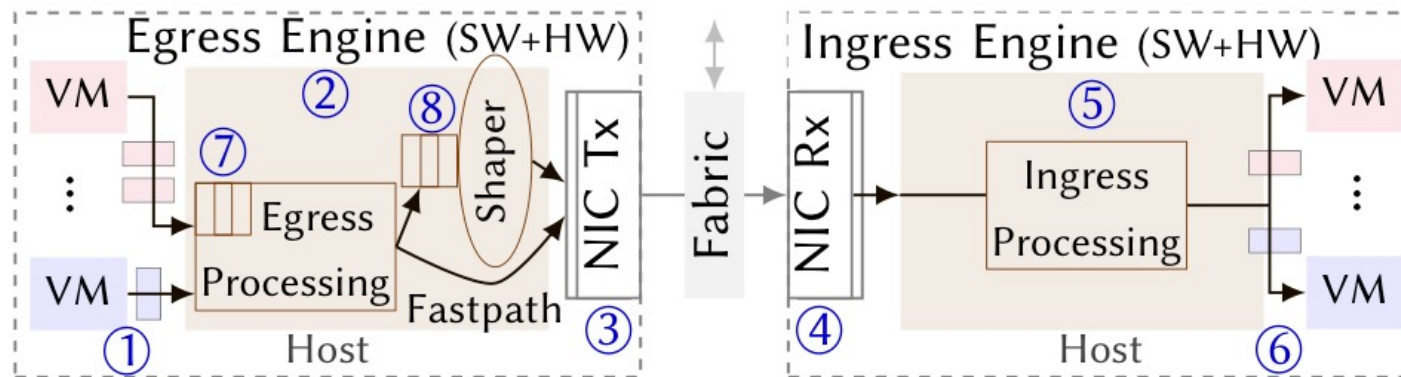 Egress Engine (SW+HW)
VM
②
⑧
Shaper
NIC Tx
⑦
⋮
Egress
Processing
VM
Fastpath
①
Host
③
Fabric
Ingress Engine (SW+HW)
NIC Rx
⑤
VM
Ingress
Processing
⋮
VM
④
Host
⑥